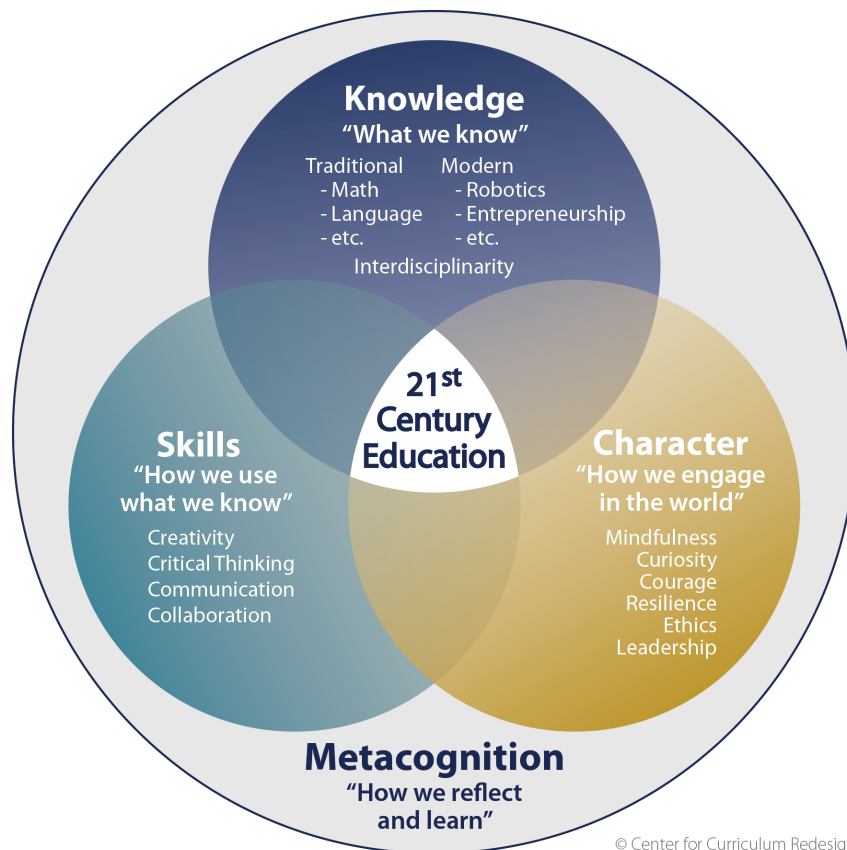 Knowledge
“What we know”
Traditional Modern
- Math - Robotics
- Language - Entrepreneurship
- etc. - etc.
Interdisciplinarity
21st
Century
Education
Skills
“How we use
what we know”
Creativity
Critical Thinking
Communication
Collaboration
Character
“How we engage
in the world”
Mindfulness
Curiosity
Courage
Resilience
Ethics
Leadership
Metacognition
“How we reflect
and learn”
© Center for Curriculum Redesig